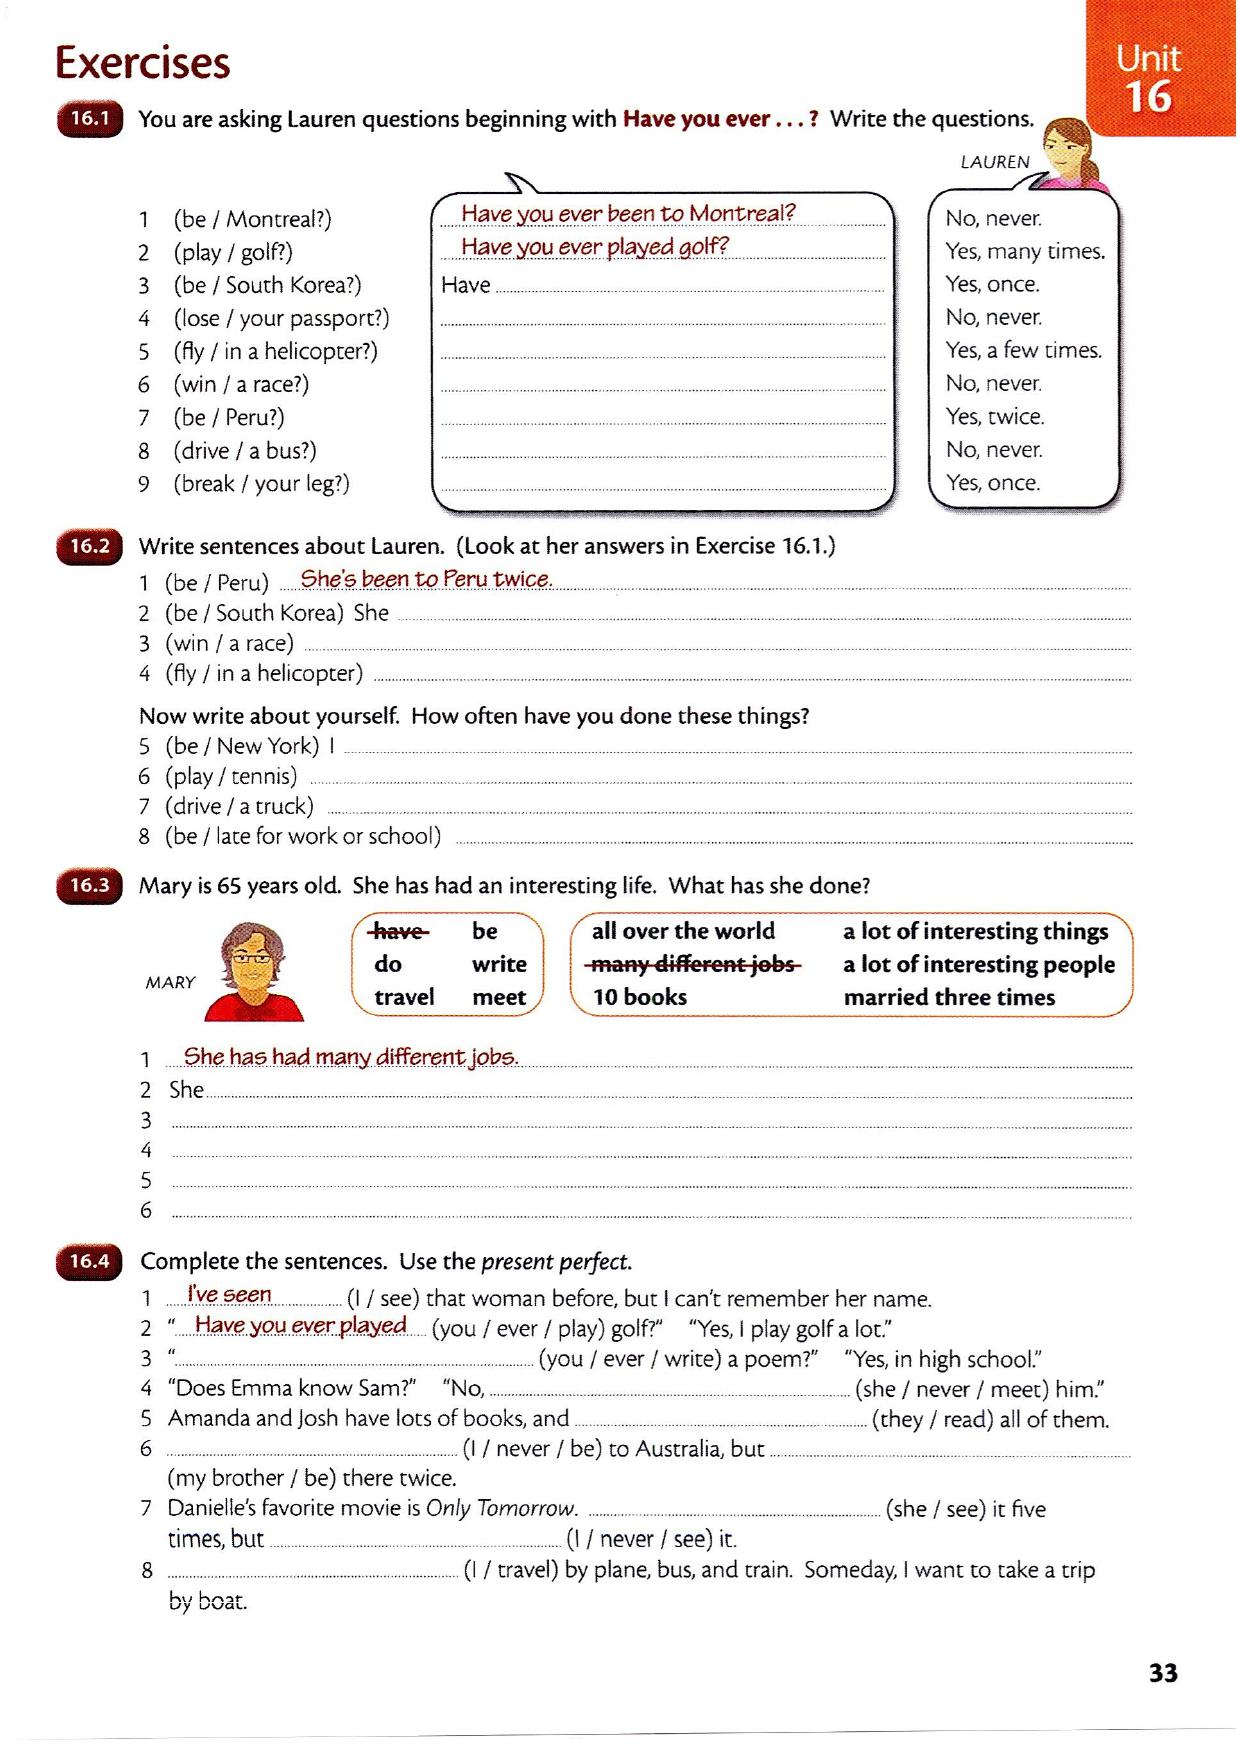 Exercises
Unit
16
16.1 You are asking Lauren questions beginning with Have you ever . . . ? Write the questions.
LAUREN
1 (be / Montreal?) Have you ever been to Montreal? No, never.
2 (play / golf?) Have you ever played golf? Yes, many times.
3 (be / South Korea?) Have Yes, once.
4 (lose / your passport?) No, never.
5 (fly / in a helicopter?) Yes, a few times.
6 (win / a race?) No, never.
7 (be / Peru?) Yes, twice.
8 (drive / a bus?) No, never.
9 (break / your leg?) Yes, once.
16.2 Write sentences about Lauren. (Look at her answers in Exercise 16.1.)
1 (be / Peru) She's been to Peru twice.
2 (be / South Korea) She
3 (win / a race)
4 (fly / in a helicopter)
Now write about yourself. How often have you done these things?
5 (be / New York) I
6 (play / tennis)
7 (drive / a truck)
8 (be / late for work or school)
16.3 Mary is 65 years old. She has had an interesting life. What has she done?
MARY
have be all over the world a lot of interesting things
do write many different jobs a lot of interesting people
travel meet 10 books married three times
1 She has had many different jobs.
2 She
3
4
5
6
16.4 Complete the sentences. Use the present perfect.
1 I've seen (I / see) that woman before, but I can't remember her name.
2 "Have you ever played (you / ever / play) golf?" "Yes, I play golf a lot."
3 " (you / ever / write) a poem?" "Yes, in high school."
4 "Does Emma know Sam?" "No, (she / never / meet) him."
5 Amanda and Josh have lots of books, and (they / read) all of them.
6 (I / never / be) to Australia, but
(my brother / be) there twice.
7 Danielle's favorite movie is Only Tomorrow. (she / see) it five
times, but (I / never / see) it.
8 (I / travel) by plane, bus, and train. Someday, I want to take a trip
by boat.
33